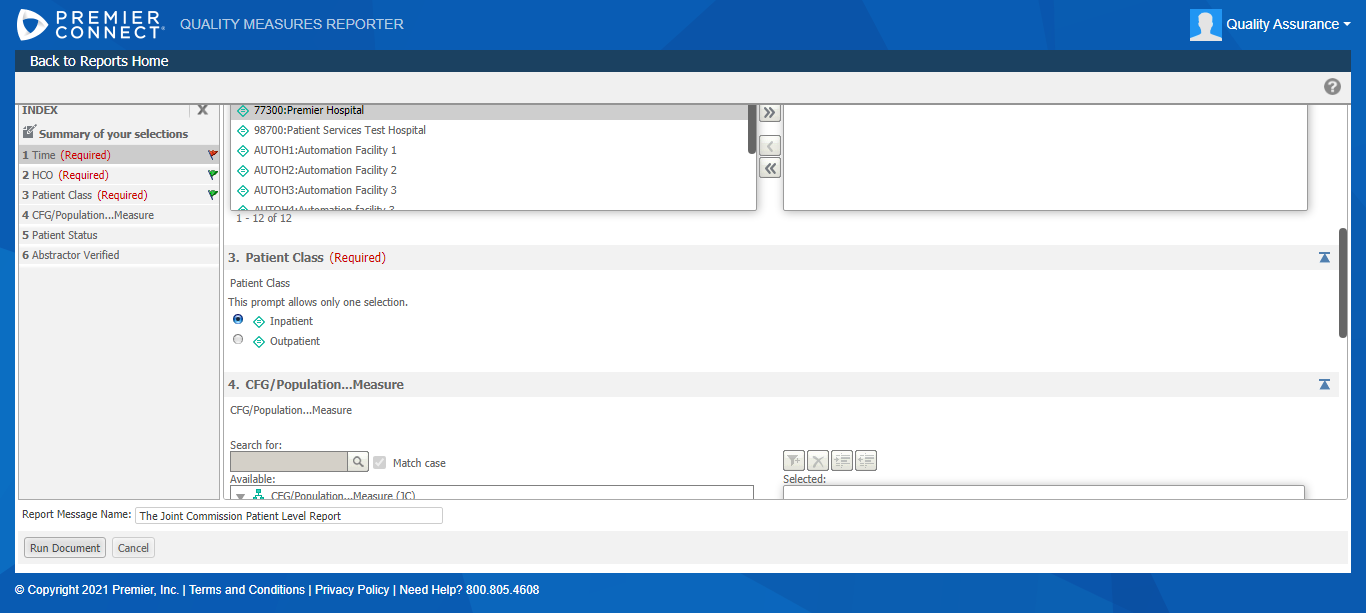 PREMIER
CONNECT
QUALITY MEASURES REPORTER
Quality Assurance
Back to Reports Home
INDEX
Summary of your selections
1 Time (Required)
2 HCO (Required)
3 Patient Class (Required)
4 CFG/Population...Measure
5 Patient Status
6 Abstractor Verified
77300:Premier Hospital
98700:Patient Services Test Hospital
AUTOH1:Automation Facility 1
AUTOH2:Automation Facility 2
AUTOH3:Automation Facility 3
AUTOH4:Automation facility 3
1 - 12 of 12
3. Patient Class (Required)
Patient Class
This prompt allows only one selection.
Inpatient
Outpatient
4. CFG/Population...Measure
CFG/Population...Measure
Search for:
Match case
Available:
Selected:
CFG/Population...Measure (JC)
Report Message Name: The Joint Commission Patient Level Report
Run Document Cancel
© Copyright 2021 Premier, Inc. | Terms and Conditions | Privacy Policy | Need Help? 800.805.4608